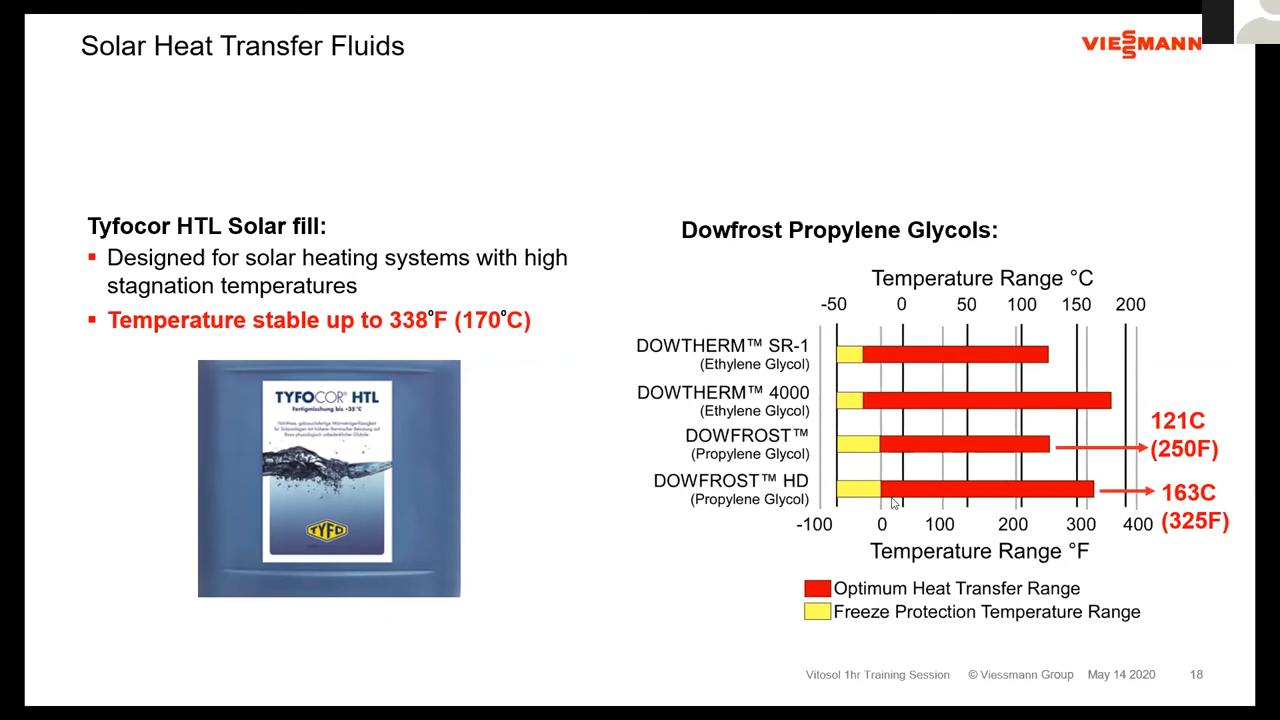 Solar Heat Transfer Fluids
VIESSMANN
Tyfocor HTL Solar fill:
Designed for solar heating systems with high
stagnation temperatures
Temperature stable up to 338°F (170°C)
TYFOCOR® HTL
Fertigmischung bis -35 °C
TYFO
Dowfrost Propylene Glycols:
Temperature Range °C
-50 0 50 100 150 200
DOWTHERM™ SR-1
(Ethylene Glycol)
DOWTHERM™ 4000
(Ethylene Glycol)
DOWFROST™
(Propylene Glycol)
DOWFROST™ HD
(Propylene Glycol)
121C
(250F)
163C
(325F)
-100 0 100 200 300 400
Temperature Range °F
Optimum Heat Transfer Range
Freeze Protection Temperature Range
Vitosol 1hr Training Session © Viessmann Group May 14 2020 18